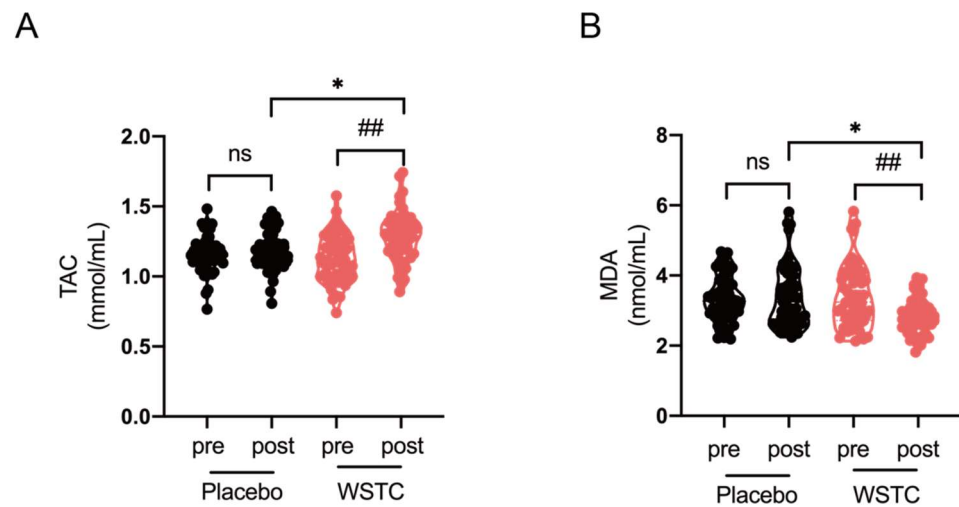 A
*
##
ns
2.0
1.5
1.0
0.5
0.0
TAC
(mmol/mL)
pre post pre post
Placebo WSTC
B
*
##
ns
8
6
4
2
0
MDA
(nmol/mL)
pre post pre post
Placebo WSTC